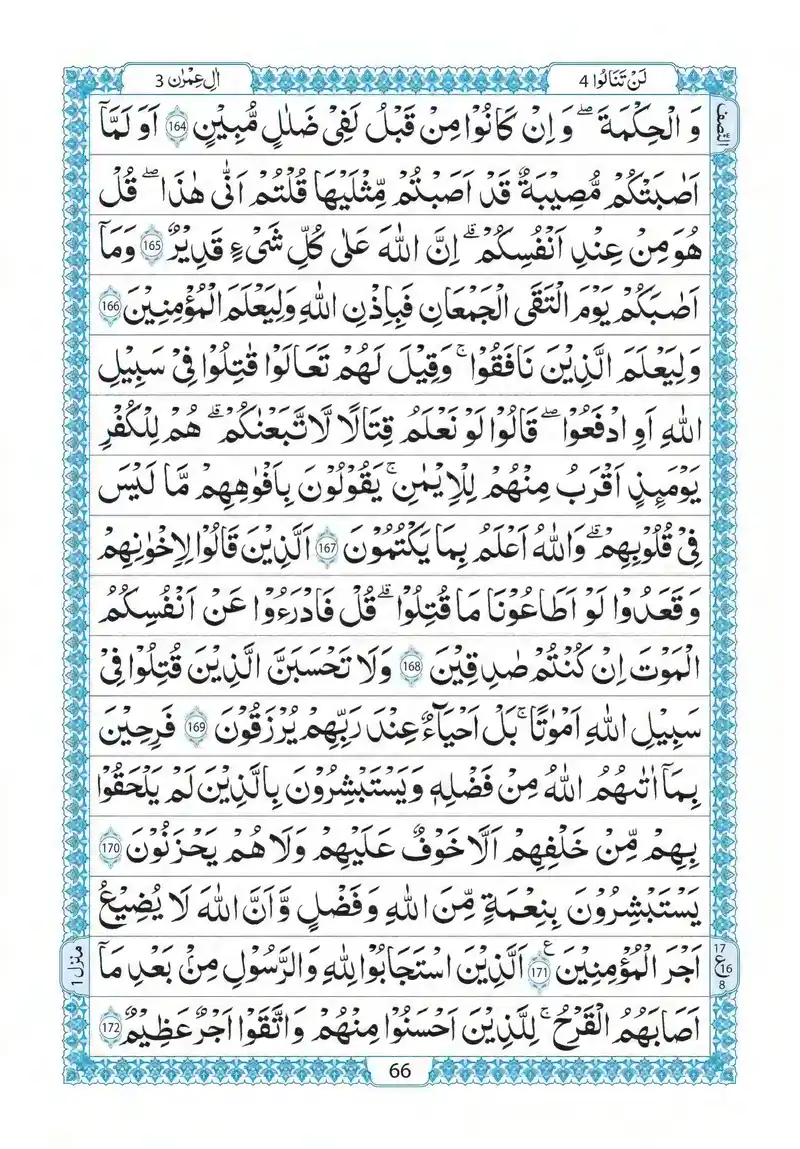 لَنْ تَنَالُوا 4
اٰلِ عِمْرٰن 3
النّصف
وَ الْحِكْمَةَ ۖ وَ اِنْ كَانُوْا مِنْ قَبْلُ لَفِیْ ضَلٰلٍ مُّبِیْنٍ 164 اَوَ لَمَّاۤ
اَصَابَتْكُمْ مُّصِیْبَةٌ قَدْ اَصَبْتُمْ مِّثْلَیْهَا قُلْتُمْ اَنّٰى هٰذَا ۖ قُلْ
هُوَ مِنْ عِنْدِ اَنْفُسِكُمْ ۗ اِنَّ اللّٰهَ عَلٰى كُلِّ شَیْءٍ قَدِیْرٌ 165 وَمَاۤ
اَصَابَكُمْ یَوْمَ الْتَقَى الْجَمْعَانِ فَبِاِذْنِ اللّٰهِ وَلِیَعْلَمَ الْمُؤْمِنِیْنَ 166
وَلِیَعْلَمَ الَّذِیْنَ نَافَقُوْا ۚ وَقِیْلَ لَهُمْ تَعَالَوْا قَاتِلُوْا فِیْ سَبِیْلِ
اللّٰهِ اَوِ ادْفَعُوْا ۖ قَالُوْا لَوْ نَعْلَمُ قِتَالًا لَّاتَّبَعْنٰكُمْ ۗ هُمْ لِلْكُفْرِ
یَوْمَىِٕذٍ اَقْرَبُ مِنْهُمْ لِلْاِیْمٰنِ ۚ یَقُوْلُوْنَ بِاَفْوٰهِهِمْ مَّا لَیْسَ
فِیْ قُلُوْبِهِمْ ۗ وَاللّٰهُ اَعْلَمُ بِمَا یَكْتُمُوْنَ 167 اَلَّذِیْنَ قَالُوْا لِاِخْوٰنِهِمْ
وَقَعَدُوْا لَوْ اَطَاعُوْنَا مَا قُتِلُوْا ۗ قُلْ فَادْرَءُوْا عَنْ اَنْفُسِكُمُ
الْمَوْتَ اِنْ كُنْتُمْ صٰدِقِیْنَ 168 وَلَا تَحْسَبَنَّ الَّذِیْنَ قُتِلُوْا فِیْ
سَبِیْلِ اللّٰهِ اَمْوٰتًا ۚ بَلْ اَحْیَآءٌ عِنْدَ رَبِّهِمْ یُرْزَقُوْنَ 169 فَرِحِیْنَ
بِمَاۤ اٰتٰىهُمُ اللّٰهُ مِنْ فَضْلِهٖ وَیَسْتَبْشِرُوْنَ بِالَّذِیْنَ لَمْ یَلْحَقُوْا
بِهِمْ مِّنْ خَلْفِهِمْ اَلَّا خَوْفٌ عَلَیْهِمْ وَلَا هُمْ یَحْزَنُوْنَ 170
یَسْتَبْشِرُوْنَ بِنِعْمَةٍ مِّنَ اللّٰهِ وَفَضْلٍ وَّاَنَّ اللّٰهَ لَا یُضِیْعُ
اَجْرَ الْمُؤْمِنِیْنَ 171 ع اَلَّذِیْنَ اسْتَجَابُوْا لِلّٰهِ وَالرَّسُوْلِ مِنْۢ بَعْدِ مَاۤ
17
ع 16
8
منزل 1
اَصَابَهُمُ الْقَرْحُ ۚ لِلَّذِیْنَ اَحْسَنُوْا مِنْهُمْ وَاتَّقَوْا اَجْرٌ عَظِیْمٌ 172
66